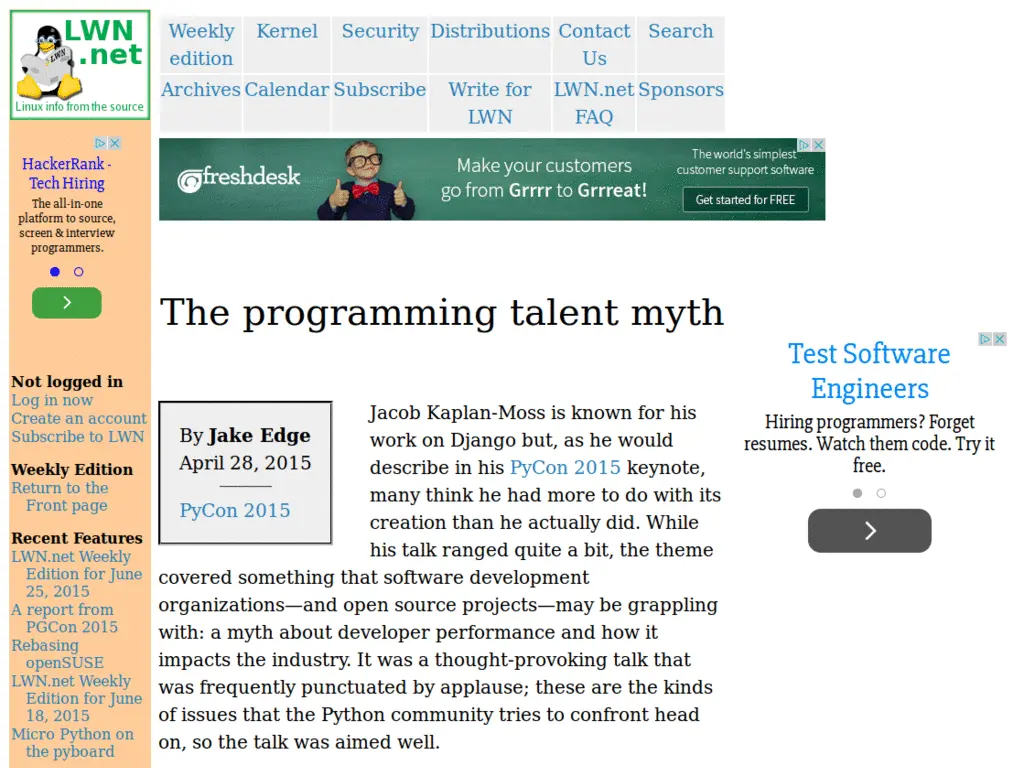 LWN
.net
LWN
Linux info from the source
Weekly edition
Kernel
Security
Distributions
Contact Us
Search
Archives
Calendar
Subscribe
Write for LWN
LWN.net FAQ
Sponsors
HackerRank -
Tech Hiring
The all-in-one
platform to source,
screen & interview
programmers.
freshdesk
Make your customers
go from Grrrr to Grrreat!
The world's simplest
customer support software
Get started for FREE
Not logged in
Log in now
Create an account
Subscribe to LWN
Weekly Edition
Return to the
Front page
Recent Features
LWN.net Weekly
Edition for June
25, 2015
A report from
PGCon 2015
Rebasing
openSUSE
LWN.net Weekly
Edition for June
18, 2015
Micro Python on
the pyboard
The programming talent myth
By Jake Edge
April 28, 2015
PyCon 2015
Jacob Kaplan-Moss is known for his
work on Django but, as he would
describe in his PyCon 2015 keynote,
many think he had more to do with its
creation than he actually did. While
his talk ranged quite a bit, the theme
covered something that software development
organizations—and open source projects—may be grappling
with: a myth about developer performance and how it
impacts the industry. It was a thought-provoking talk that
was frequently punctuated by applause; these are the kinds
of issues that the Python community tries to confront head
on, so the talk was aimed well.
Test Software
Engineers
Hiring programmers? Forget
resumes. Watch them code. Try it
free.